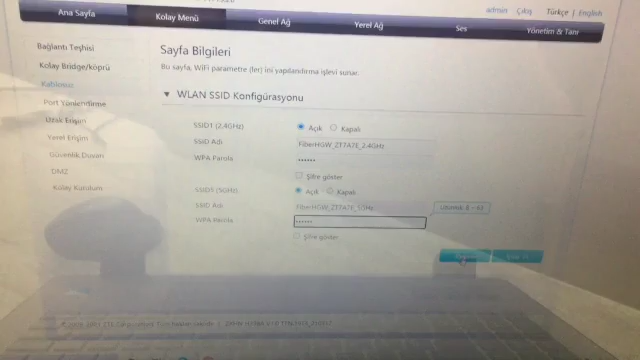 admin Çıkış Türkçe | English
Ana Sayfa Kolay Menü Genel Ağ Yerel Ağ Ses Yönetim & Tanı
Bağlantı Teşhisi
Kolay Bridge/köprü
Kablosuz
Port Yönlendirme
Uzak Erişim
Yerel Erişim
Güvenlik Duvarı
DMZ
Kolay Kurulum
Sayfa Bilgileri
Bu sayfa, WiFi parametre (ler) ini yapılandırma işlevi sunar.
▼ WLAN SSID Konfigürasyonu
SSID1 (2,4GHz) Açık Kapalı
SSID Adı FiberHGW_ZT7ATE_2.4GHz
WPA Parola ••••••
Şifre göster
SSID5 (5GHz) Açık Kapalı
SSID Adı FiberHGW_ZT7ATE_5GHz
WPA Parola ••••••
Şifre göster